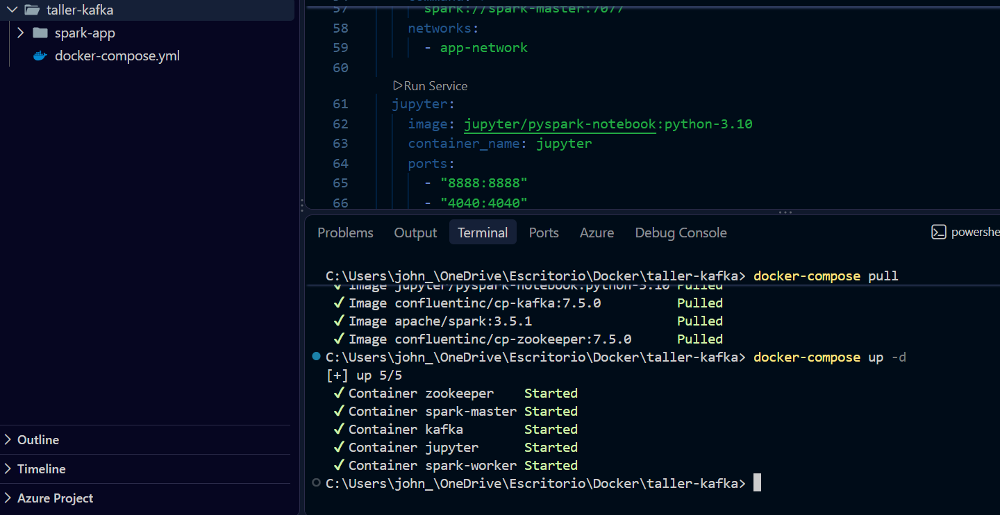 taller-kafka
spark-app
docker-compose.yml
Outline
Timeline
Azure Project
57 spark://spark-master:7077
58 networks:
59 - app-network
60
Run Service
61 jupyter:
62 image: jupyter/pyspark-notebook:python-3.10
63 container_name: jupyter
64 ports:
65 - "8888:8888"
66 - "4040:4040"
Problems Output Terminal Ports Azure Debug Console powershe
C:\Users\john_\OneDrive\Escritorio\Docker\taller-kafka> docker-compose pull
✔ Image jupyter/pyspark-notebook:python-3.10 Pulled
✔ Image confluentinc/cp-kafka:7.5.0 Pulled
✔ Image apache/spark:3.5.1 Pulled
✔ Image confluentinc/cp-zookeeper:7.5.0 Pulled
C:\Users\john_\OneDrive\Escritorio\Docker\taller-kafka> docker-compose up -d
[+] up 5/5
✔ Container zookeeper Started
✔ Container spark-master Started
✔ Container kafka Started
✔ Container jupyter Started
✔ Container spark-worker Started
C:\Users\john_\OneDrive\Escritorio\Docker\taller-kafka>